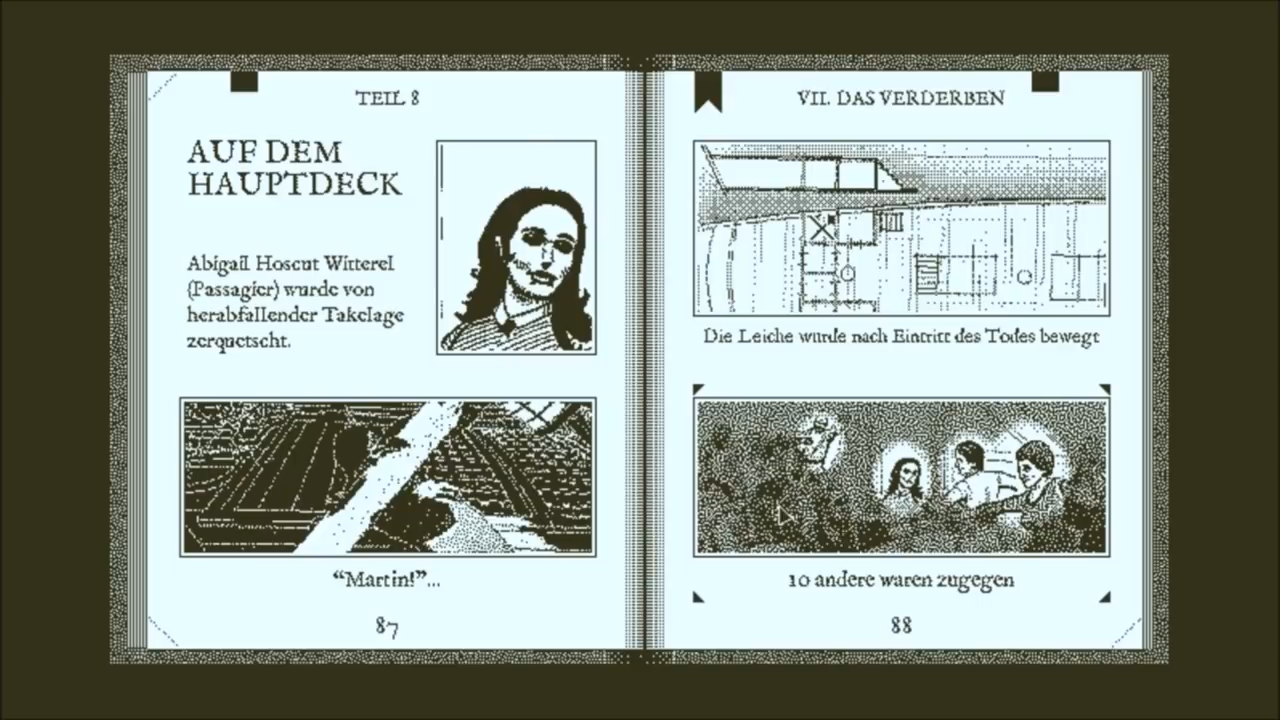 TEIL 8
AUF DEM
HAUPTDECK
Abigail Hoscut Witterel
(Passagier) wurde von
herabfallender Takelage
zerquetscht.
“Martin!”...
87
VII. DAS VERDERBEN
Die Leiche wurde nach Eintritt des Todes bewegt
10 andere waren zugegen
88